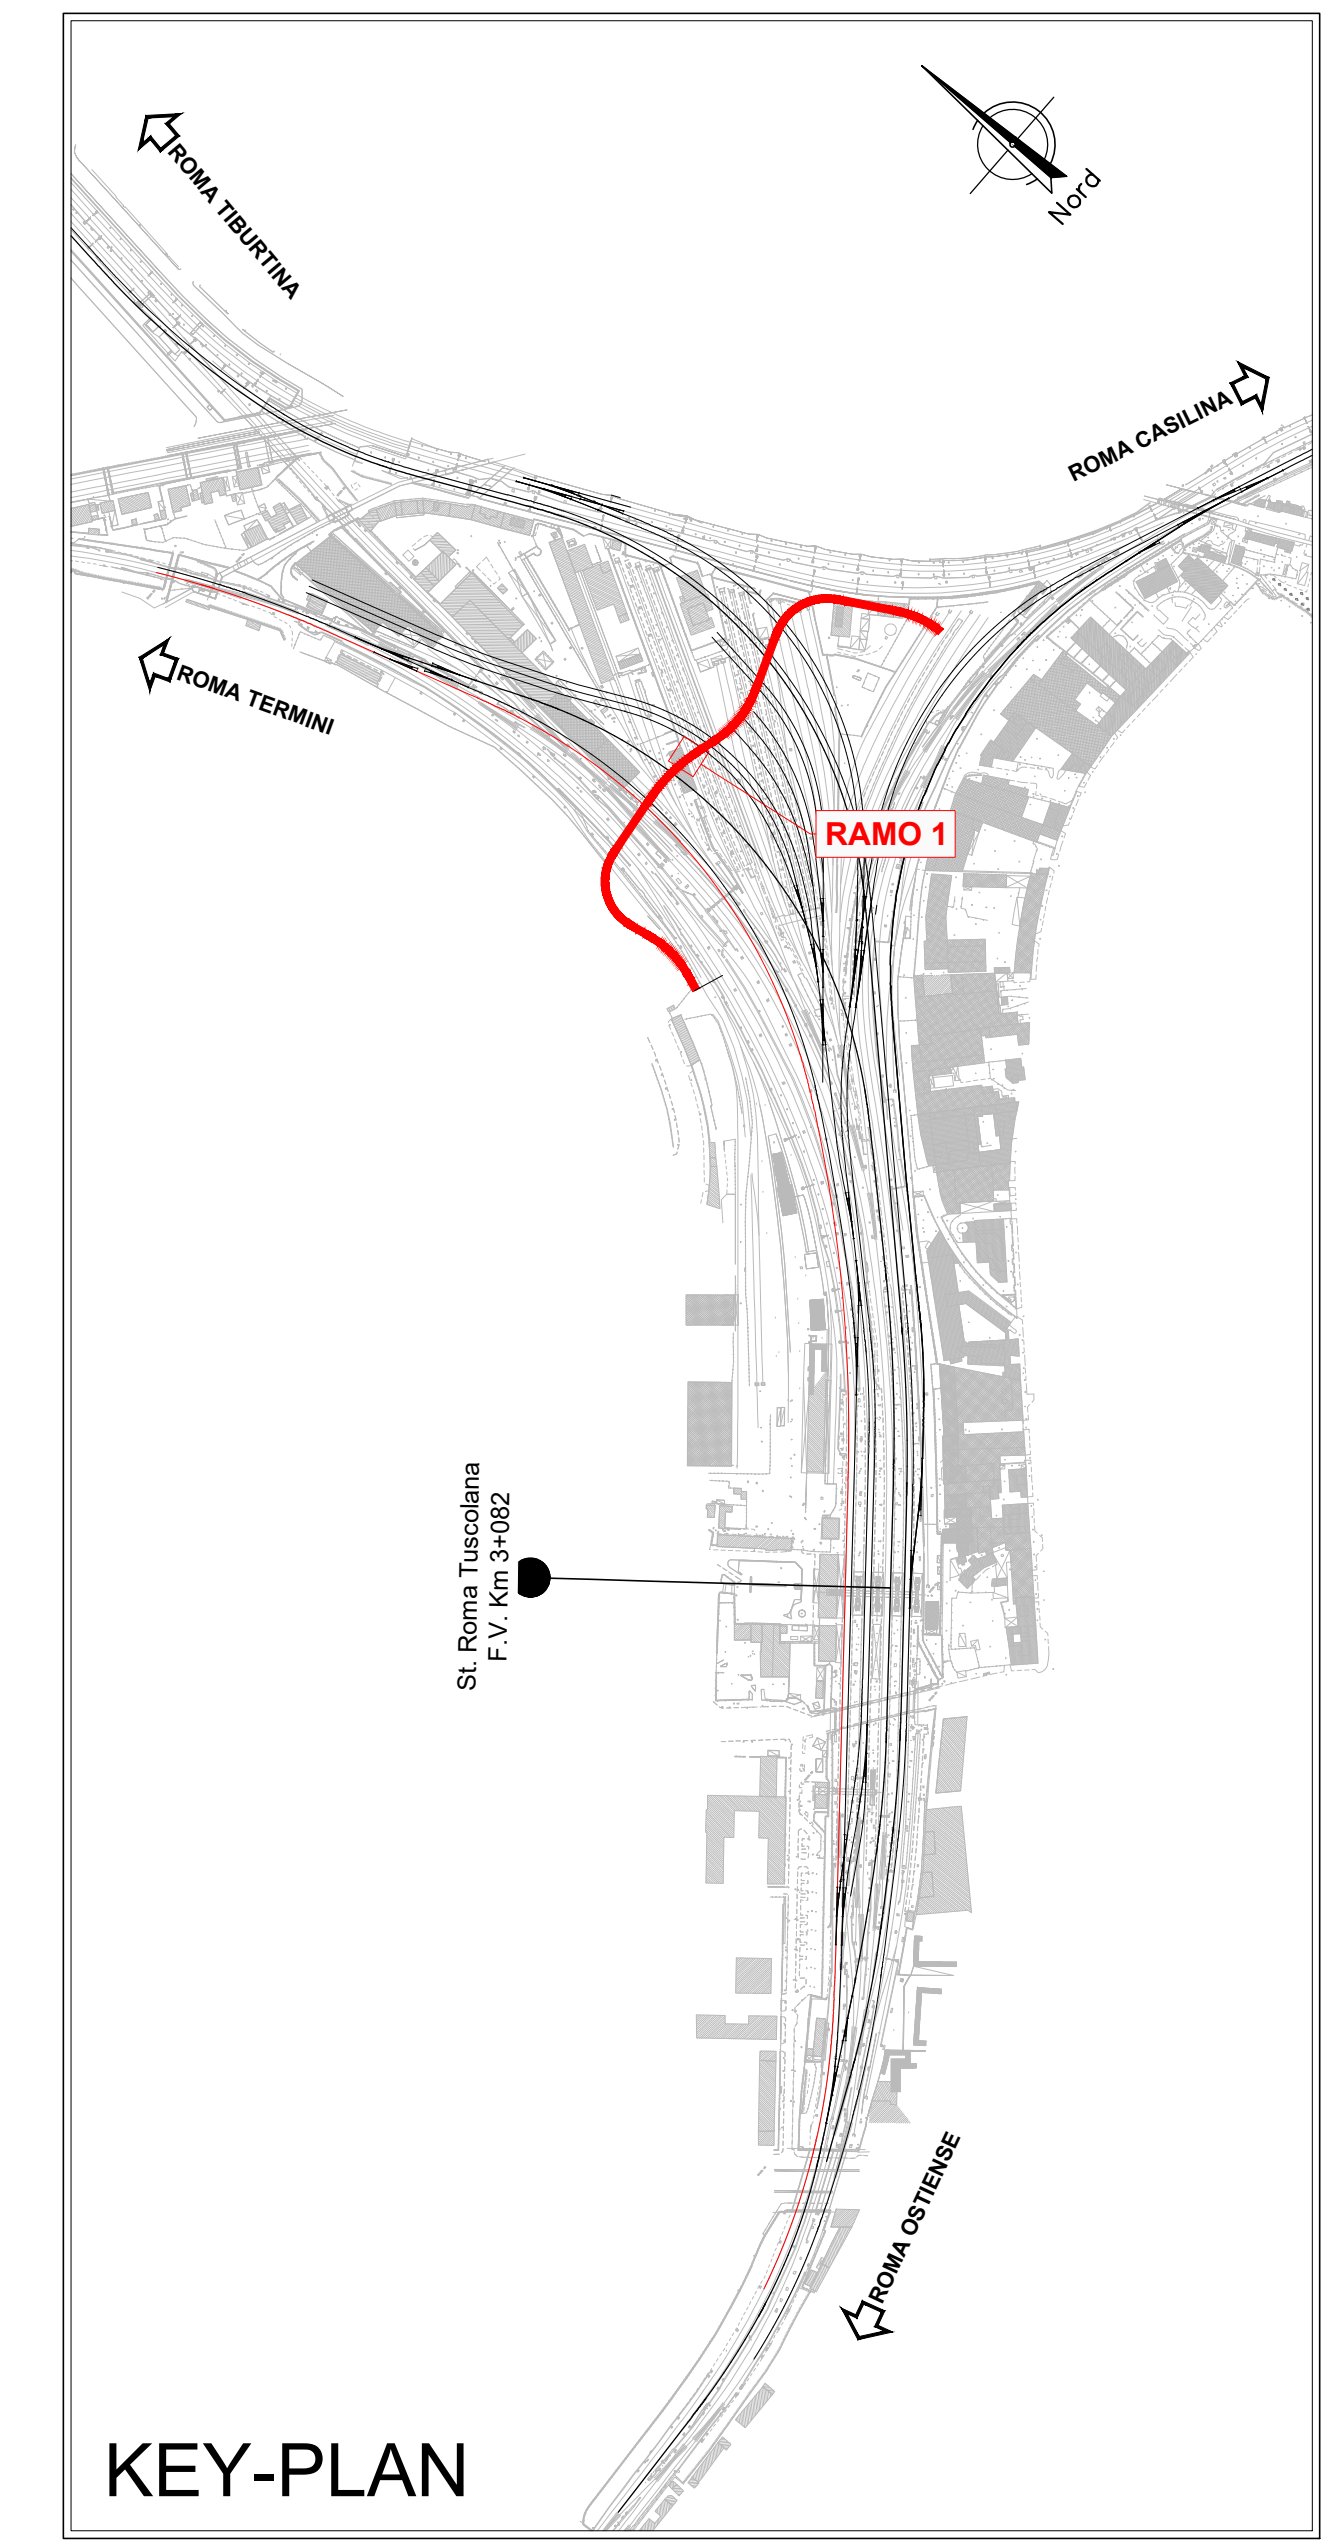 ROMA TIBURTINA
Nord
ROMA CASILINA
ROMA TERMINI
RAMO 1
St. Roma Tuscolana
F.V. Km 3+082
ROMA OSTIENSE
KEY-PLAN